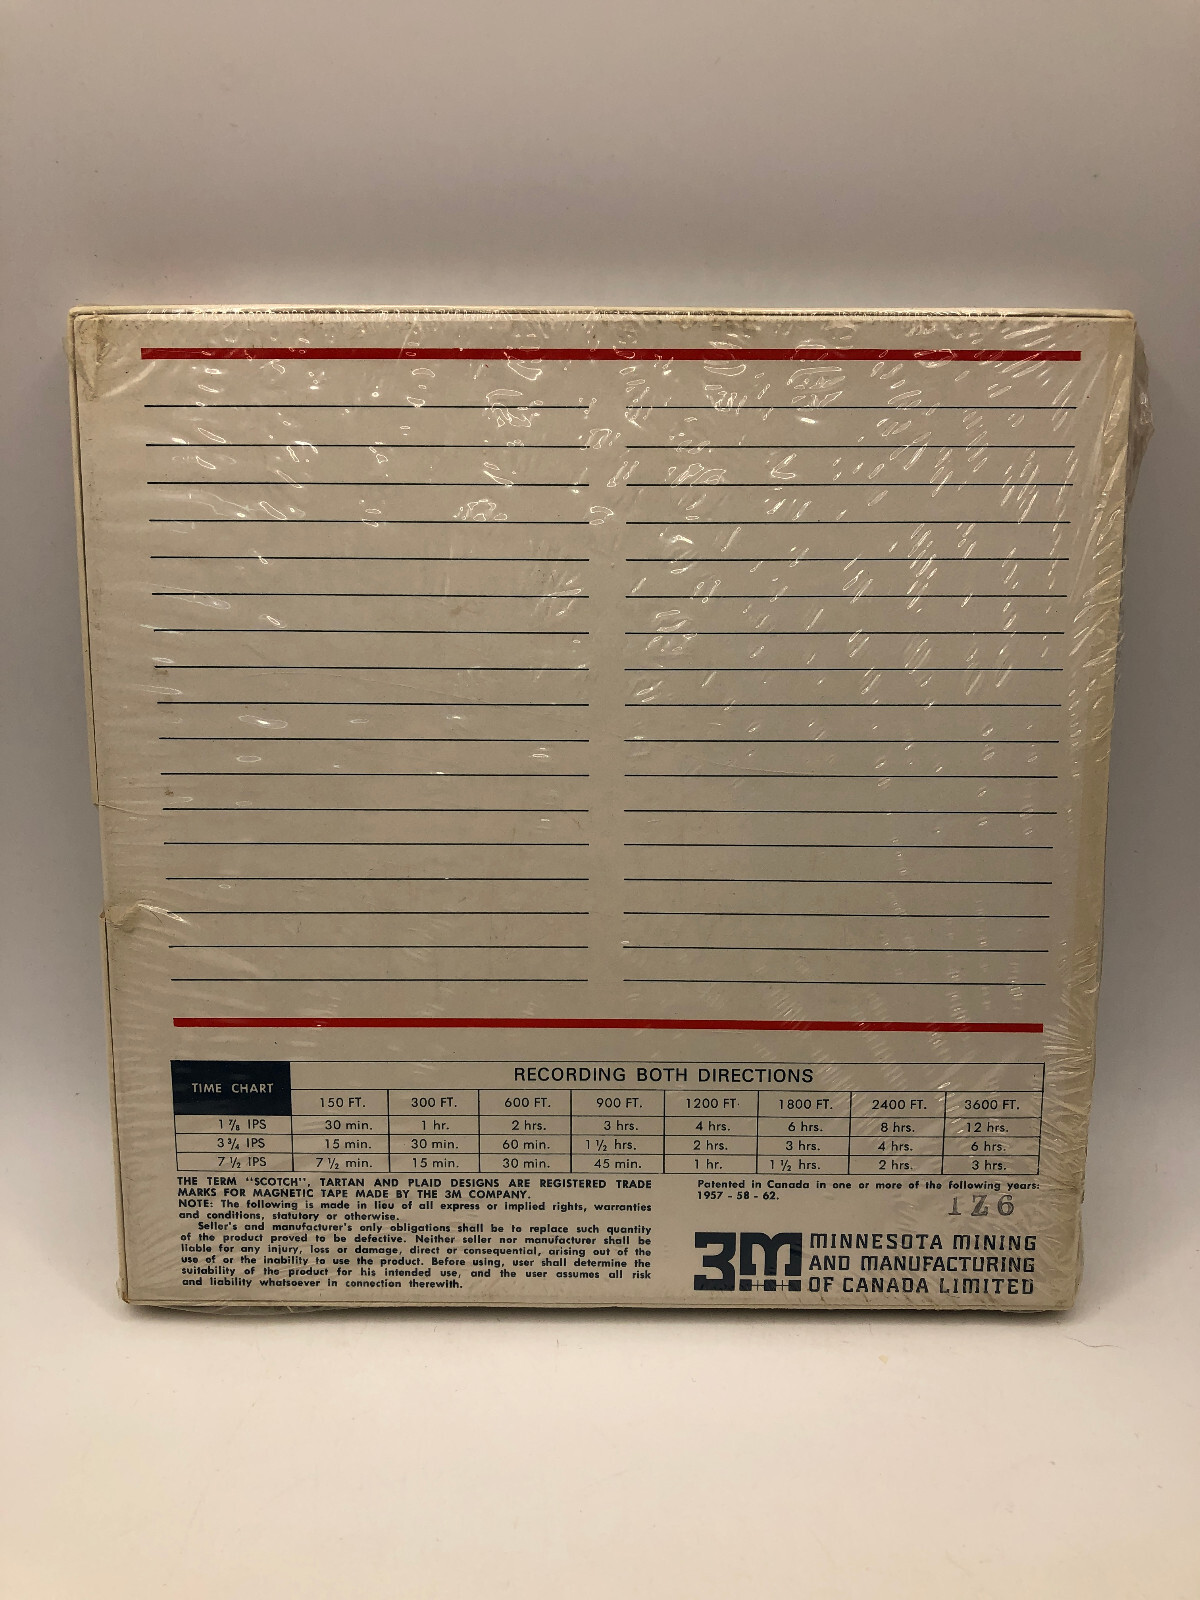 TIME CHART
RECORDING BOTH DIRECTIONS
150 FT. 300 FT. 600 FT. 900 FT. 1200 FT. 1800 FT. 2400 FT. 3600 FT.
1 7/8 IPS 30 min. 1 hr. 2 hrs. 3 hrs. 4 hrs. 6 hrs. 8 hrs. 12 hrs.
3 3/4 IPS 15 min. 30 min. 60 min. 1 1/2 hrs. 2 hrs. 3 hrs. 4 hrs. 6 hrs.
7 1/2 IPS 7 1/2 min. 15 min. 30 min. 45 min. 1 hr. 1 1/2 hrs. 2 hrs. 3 hrs.
THE TERM "SCOTCH", TARTAN AND PLAID DESIGNS ARE REGISTERED TRADE
MARKS FOR MAGNETIC TAPE MADE BY THE 3M COMPANY.
NOTE: The following is made in lieu of all express or implied rights, warranties
and conditions, statutory or otherwise.
Seller's and manufacturer's only obligations shall be to replace such quantity
of the product proved to be defective. Neither seller nor manufacturer shall be
liable for any injury, loss or damage, direct or consequential, arising out of the
use of or the inability to use the product. Before using, user shall determine the
suitability of the product for his intended use, and the user assumes all risk
and liability whatsoever in connection therewith.
Patented in Canada in one or more of the following years:
1957 - 58 - 62.
1Z6
3M
MINNESOTA MINING
AND MANUFACTURING
OF CANADA LIMITED